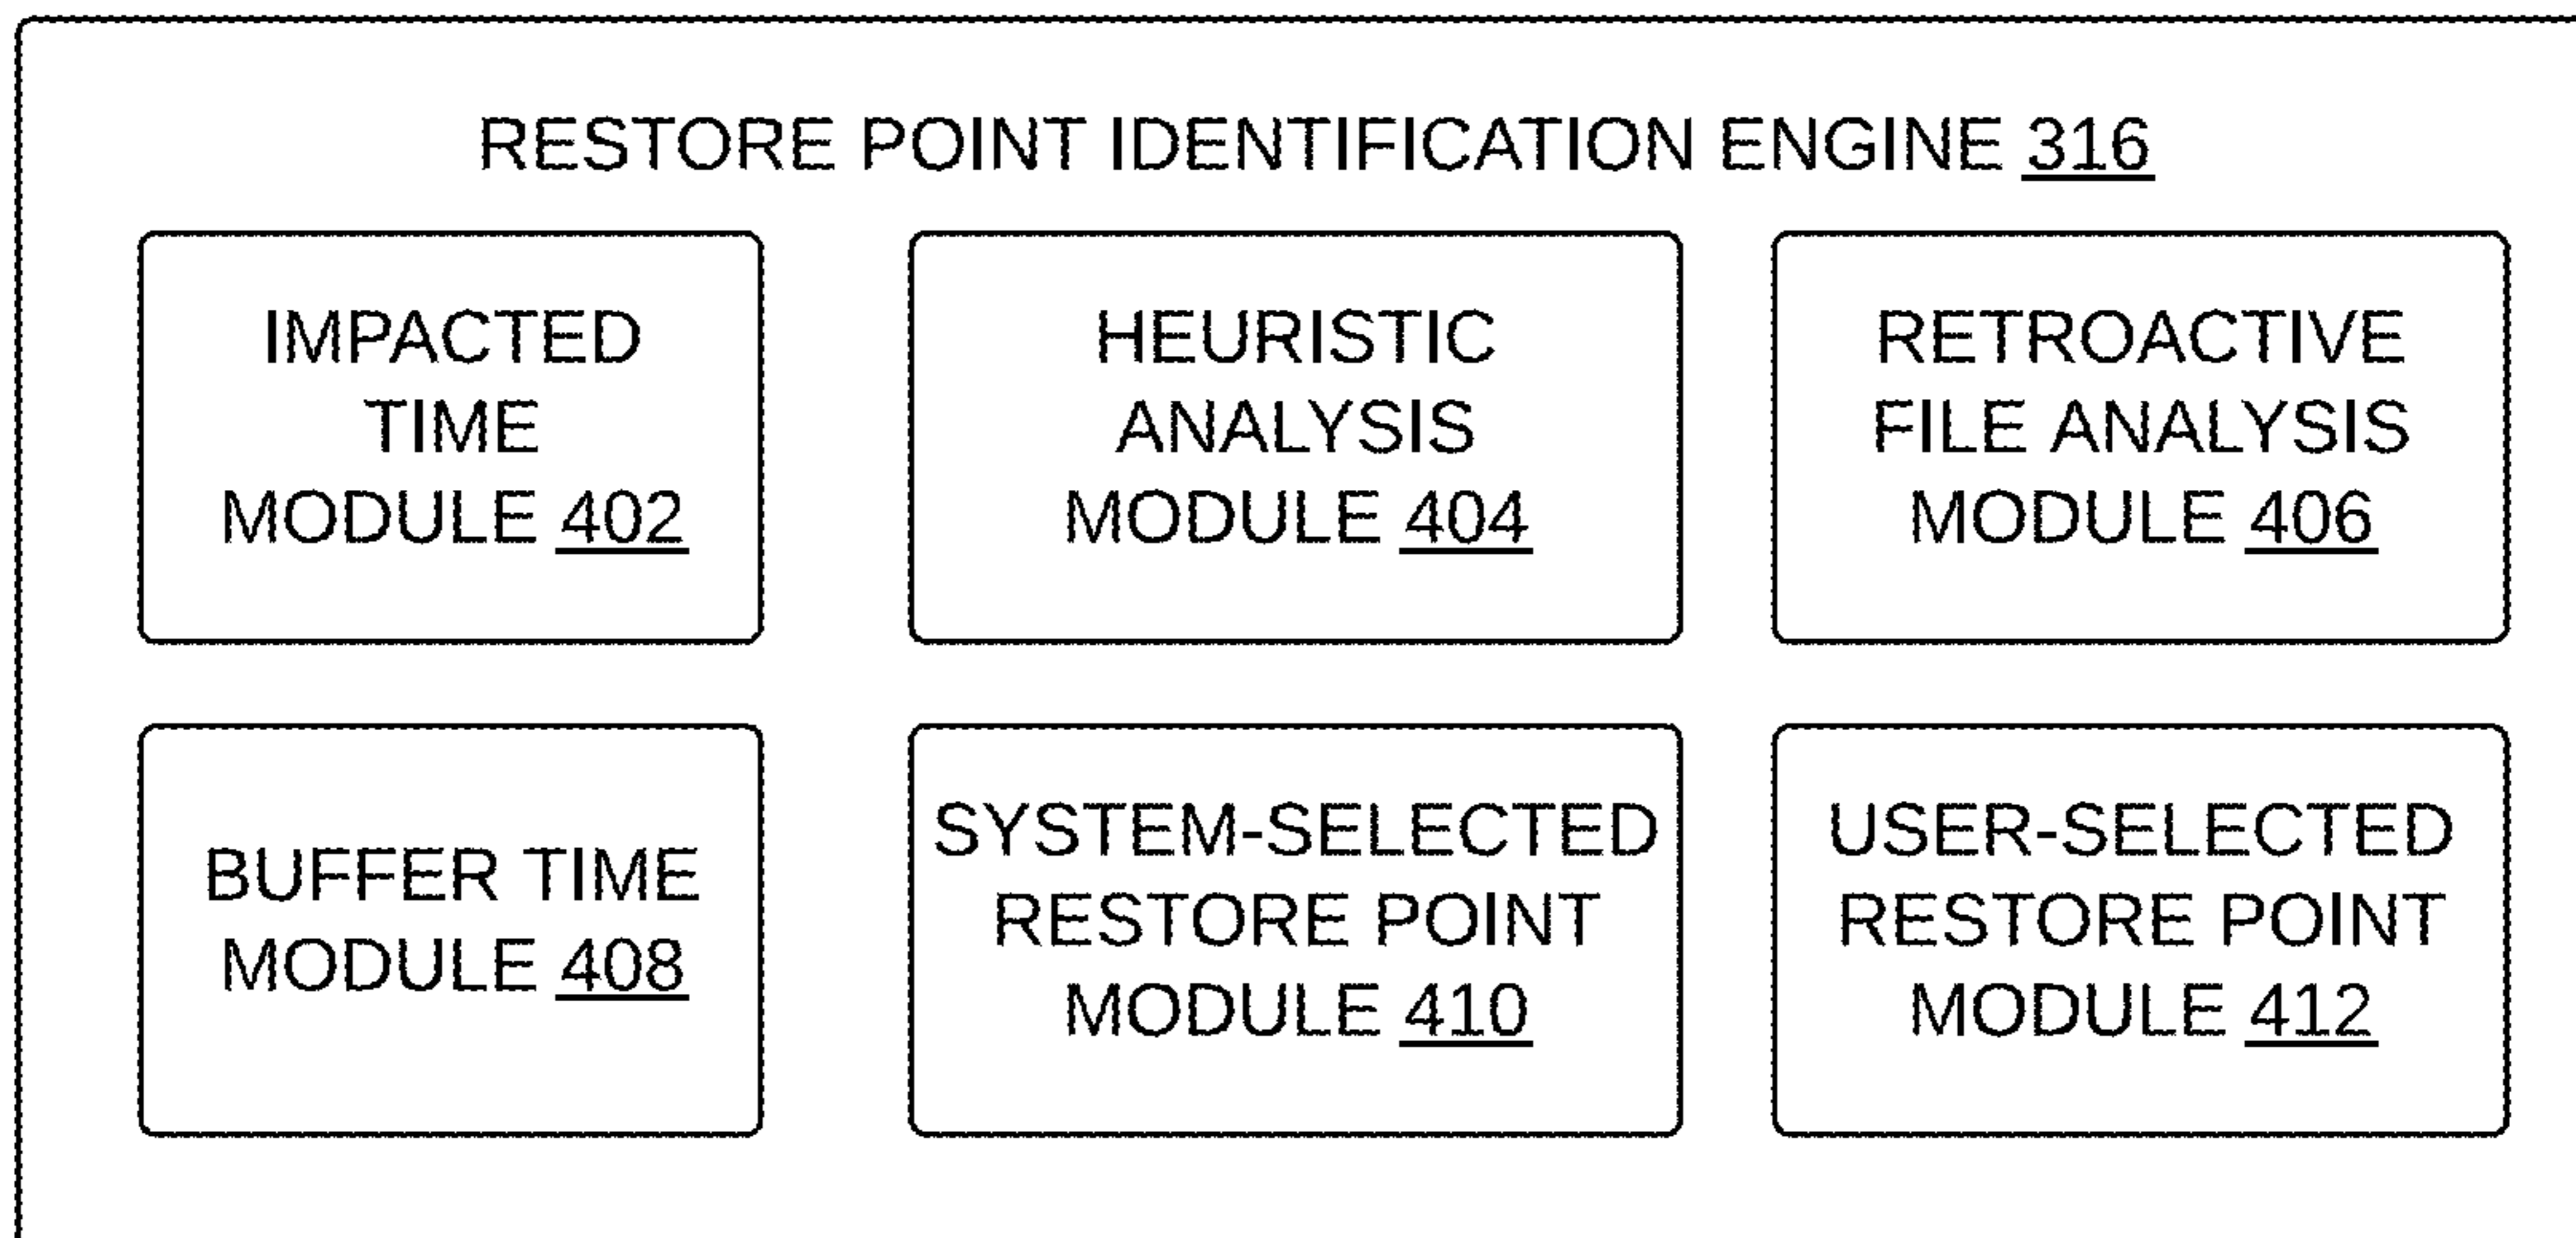 RESTORE POINT IDENTIFICATION ENGINE 316
IMPACTED
TIME
MODULE 402
HEURISTIC
ANALYSIS
MODULE 404
RETROACTIVE
FILE ANALYSIS
MODULE 406
BUFFER TIME
MODULE 408
SYSTEM-SELECTED
RESTORE POINT
MODULE 410
USER-SELECTED
RESTORE POINT
MODULE 412